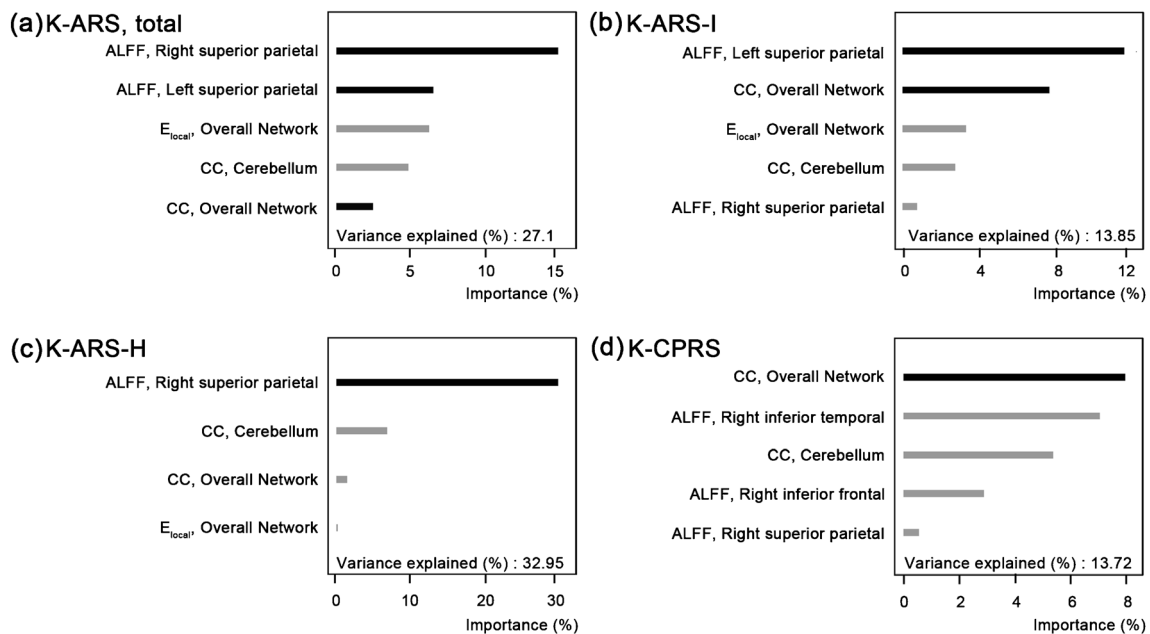 (a) K-ARS, total
ALFF, Right superior parietal
ALFF, Left superior parietal
Elocal, Overall Network
CC, Cerebellum
CC, Overall Network
Variance explained (%) : 27.1
0 5 10 15
Importance (%)
(b) K-ARS-I
ALFF, Left superior parietal
CC, Overall Network
Elocal, Overall Network
CC, Cerebellum
ALFF, Right superior parietal
Variance explained (%) : 13.85
0 4 8 12
Importance (%)
(c) K-ARS-H
ALFF, Right superior parietal
CC, Cerebellum
CC, Overall Network
Elocal, Overall Network
Variance explained (%) : 32.95
0 10 20 30
Importance (%)
(d) K-CPRS
CC, Overall Network
ALFF, Right inferior temporal
CC, Cerebellum
ALFF, Right inferior frontal
ALFF, Right superior parietal
Variance explained (%) : 13.72
0 2 4 6 8
Importance (%)